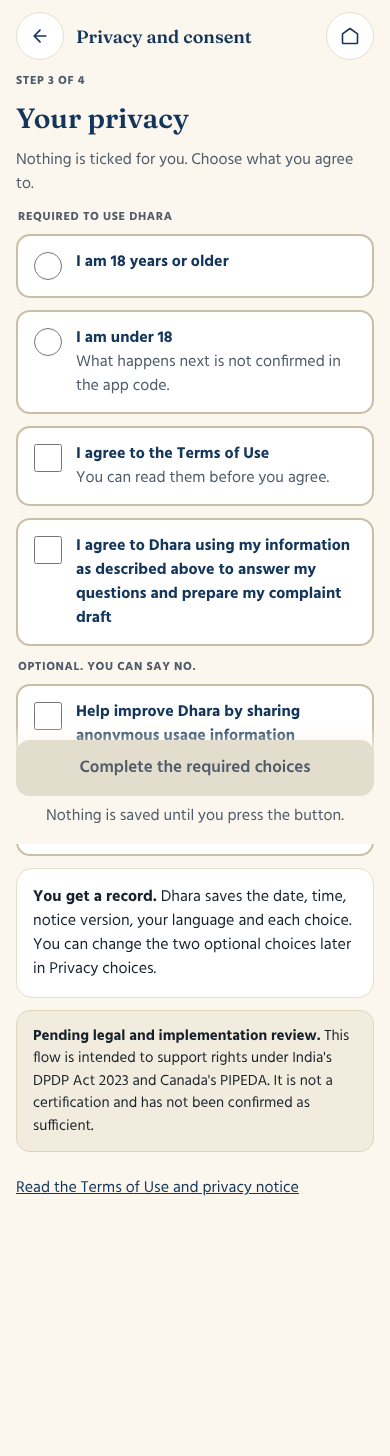 Privacy and consent
STEP 3 OF 4
Your privacy
Nothing is ticked for you. Choose what you agree
to.
REQUIRED TO USE DHARA
I am 18 years or older
I am under 18
What happens next is not confirmed in
the app code.
I agree to the Terms of Use
You can read them before you agree.
I agree to Dhara using my information
as described above to answer my
questions and prepare my complaint
draft
OPTIONAL. YOU CAN SAY NO.
Help improve Dhara by sharing
anonymous usage information
Complete the required choices
Nothing is saved until you press the button.
You get a record. Dhara saves the date, time,
notice version, your language and each choice.
You can change the two optional choices later
in Privacy choices.
Pending legal and implementation review. This
flow is intended to support rights under India's
DPDP Act 2023 and Canada's PIPEDA. It is not a
certification and has not been confirmed as
sufficient.
Read the Terms of Use and privacy notice